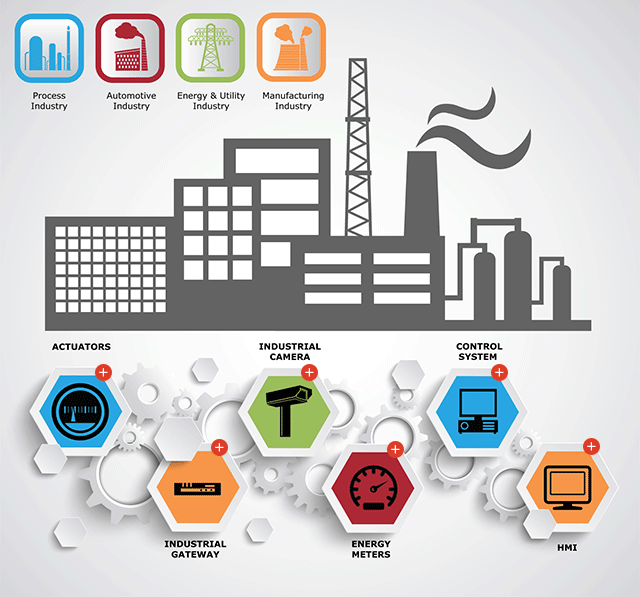 Process
Industry
Automotive
Industry
Energy & Utility
Industry
Manufacturing
Industry
ACTUATORS
INDUSTRIAL
CAMERA
CONTROL
SYSTEM
INDUSTRIAL
GATEWAY
ENERGY
METERS
HMI